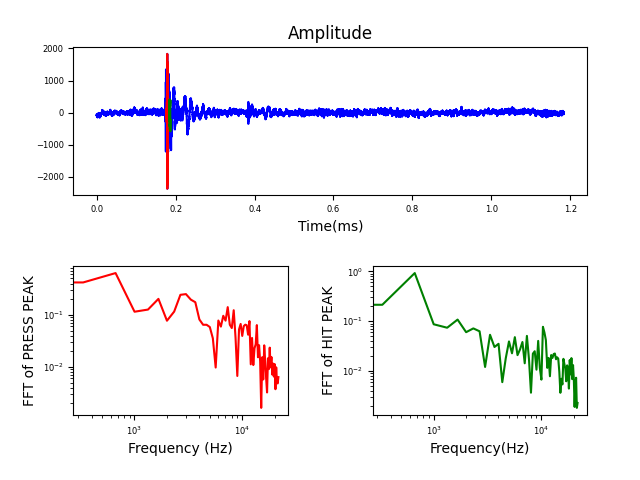 Amplitude
2000
1000
0
−1000
−2000
0.0 0.2 0.4 0.6 0.8 1.0 1.2
Time(ms)
FFT of PRESS PEAK
10⁻¹
10⁻²
10³ 10⁴
Frequency (Hz)
FFT of HIT PEAK
10⁰
10⁻¹
10⁻²
10³ 10⁴
Frequency(Hz)